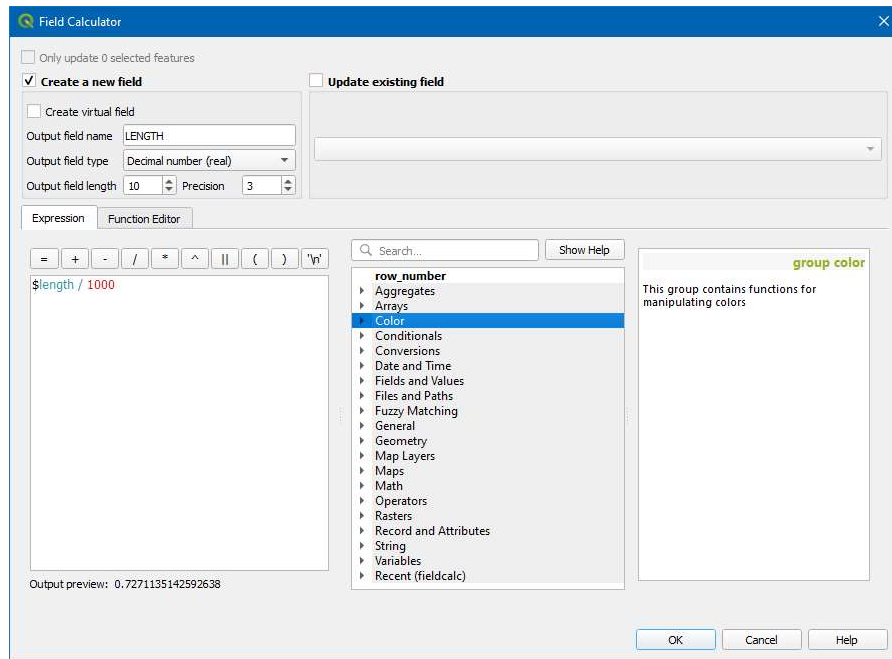 Field Calculator
Only update 0 selected features
Create a new field
Update existing field
Create virtual field
Output field name LENGTH
Output field type Decimal number (real)
Output field length 10 Precision 3
Expression Function Editor
= + - / * ^ || ( ) '\n'
Search... Show Help
$length / 1000
row_number
Aggregates
Arrays
Color
Conditionals
Conversions
Date and Time
Fields and Values
Files and Paths
Fuzzy Matching
General
Geometry
Map Layers
Maps
Math
Operators
Rasters
Record and Attributes
String
Variables
Recent (fieldcalc)
group color
This group contains functions for
manipulating colors
Output preview: 0.7271135142592638
OK Cancel Help